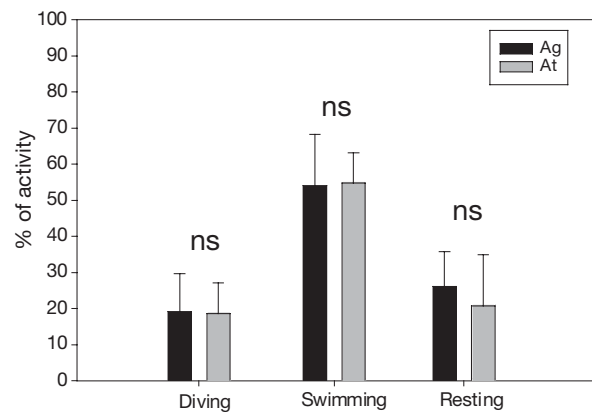 100
90
80
70
60
50
40
30
20
10
0
% of activity
Ag
At
ns
ns
ns
Diving
Swimming
Resting